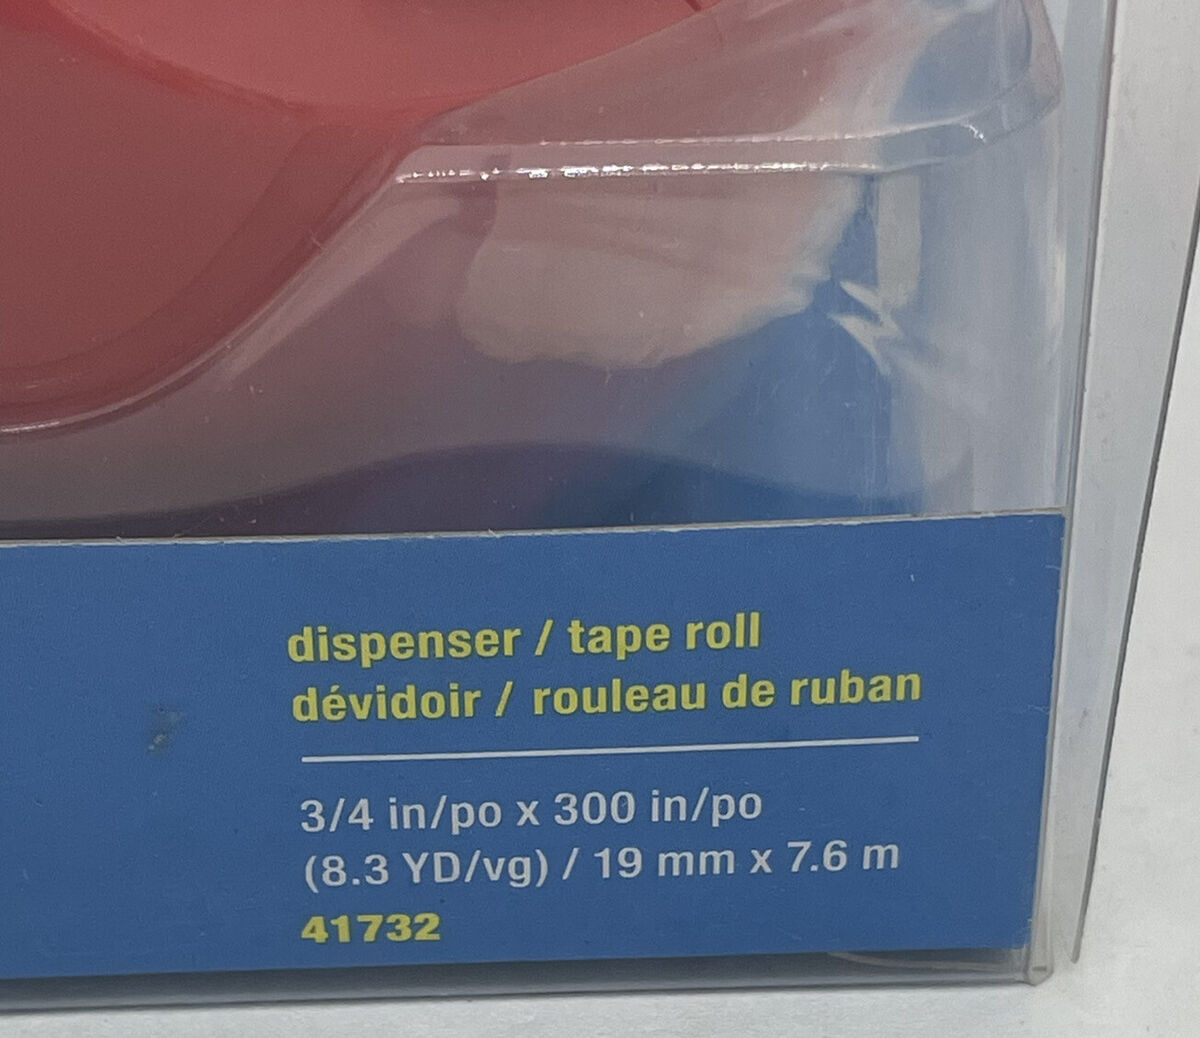 dispenser / tape roll
dévidoir / rouleau de ruban
3/4 in/po x 300 in/po
(8.3 YD/vg) / 19 mm x 7.6 m
41732